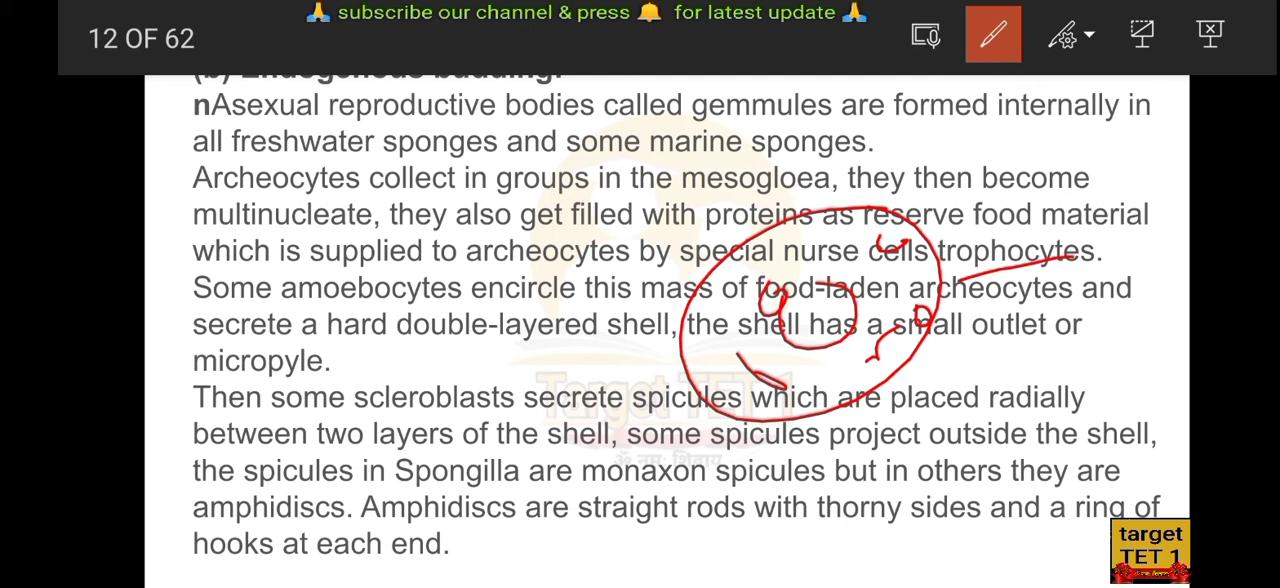 🙏 subscribe our channel & press 🔔 for latest update 🙏
12 OF 62
(b) Endogenous budding:
nAsexual reproductive bodies called gemmules are formed internally in
all freshwater sponges and some marine sponges.
Archeocytes collect in groups in the mesogloea, they then become
multinucleate, they also get filled with proteins as reserve food material
which is supplied to archeocytes by special nurse cells trophocytes.
Some amoebocytes encircle this mass of food-laden archeocytes and
secrete a hard double-layered shell, the shell has a small outlet or
micropyle.
Then some scleroblasts secrete spicules which are placed radially
between two layers of the shell, some spicules project outside the shell,
the spicules in Spongilla are monaxon spicules but in others they are
amphidiscs. Amphidiscs are straight rods with thorny sides and a ring of
hooks at each end.
Target TET 1
ॐ नमः शिवाय
target
TET 1